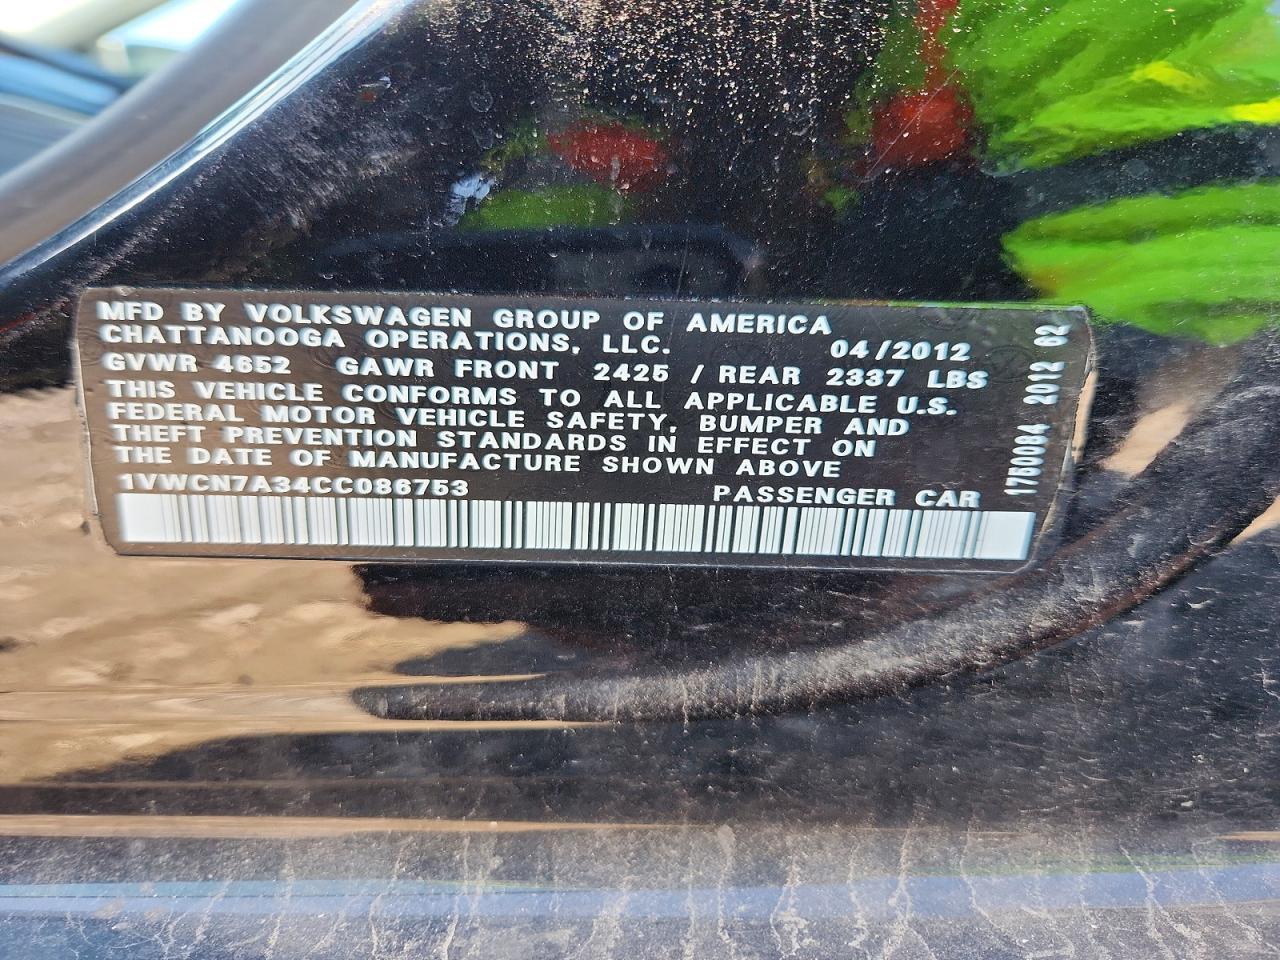 MFD BY VOLKSWAGEN GROUP OF AMERICA
CHATTANOOGA OPERATIONS, LLC. 04/2012
GVWR 4652 GAWR FRONT 2425 / REAR 2337 LBS
THIS VEHICLE CONFORMS TO ALL APPLICABLE U.S.
FEDERAL MOTOR VEHICLE SAFETY, BUMPER AND
THEFT PREVENTION STANDARDS IN EFFECT ON
THE DATE OF MANUFACTURE SHOWN ABOVE
1VWCN7A34CC086753 PASSENGER CAR
1760084 2012 02